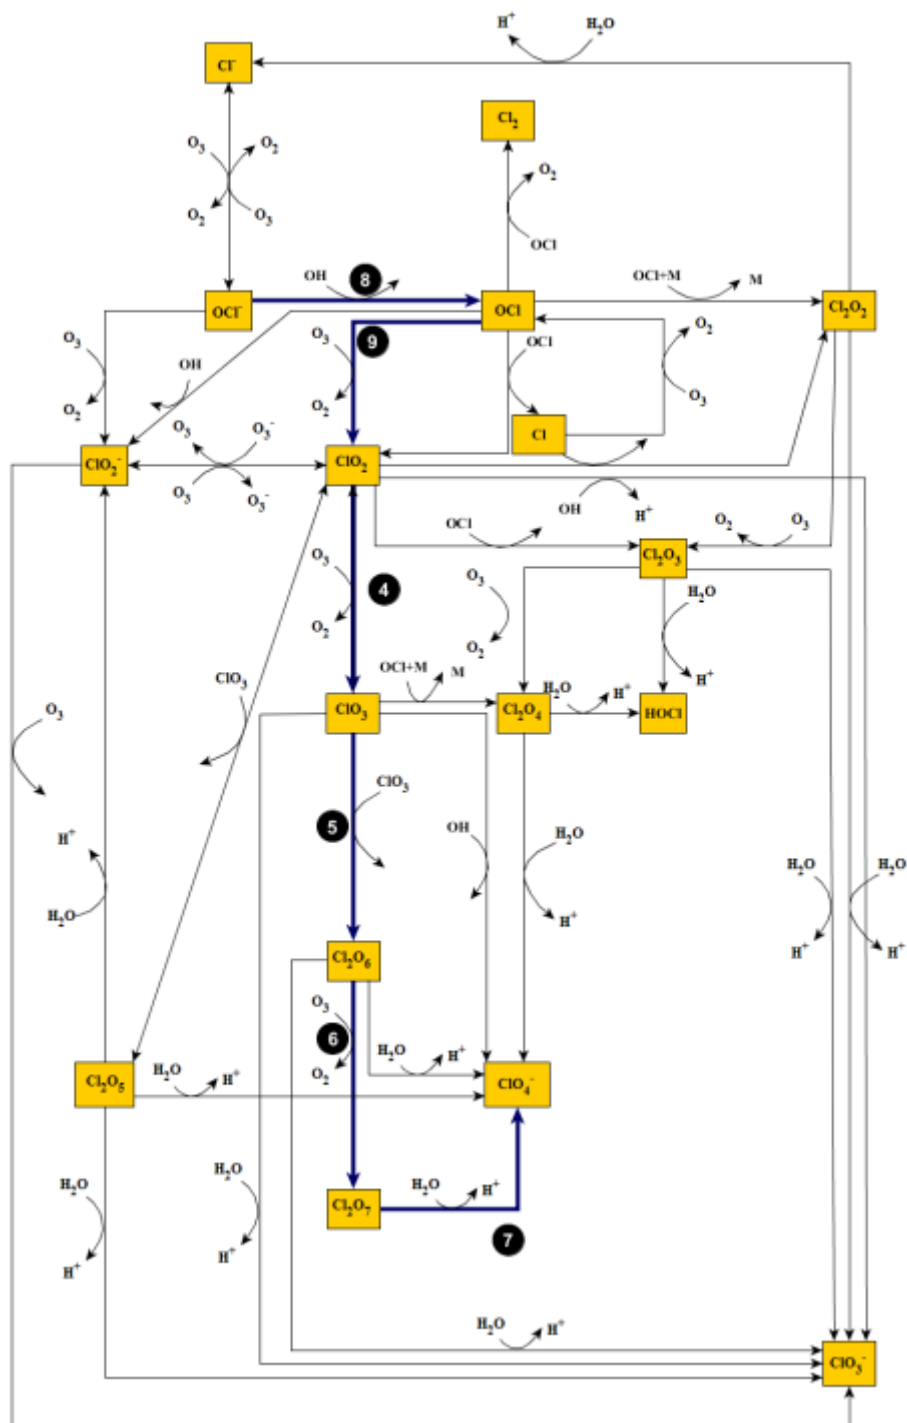 H⁺ H₂O
Cl⁻
Cl₂
O₃ O₂
O₂
O₂ O₃
OCl
OH 8
OCl+M M
OCl⁻ OCl Cl₂O₂
9
O₃ O₃ OCl O₂
OH
O₂ O₂ O₃
O₃ O₃⁻ Cl
ClO₂⁻ ClO₂
O₃ O₃⁻
OH H⁺
OCl O₂ O₃
Cl₂O₃
O₃ 4 O₃ H₂O
O₂ O₂ H⁺
ClO₃ OCl+M M
H₂O H⁺
O₃ ClO₃ Cl₂O₄ HOCl
ClO₃
5
H⁺ OH H₂O
H₂O H₂O
H₂O H⁺
H⁺ H⁺
Cl₂O₆
O₃
6
H₂O H⁺
O₂
H₂O H⁺
Cl₂O₅ ClO₄⁻
H₂O H₂O
H₂O H⁺
Cl₂O₇
7
H⁺ H⁺
H₂O H⁺
ClO₃⁻